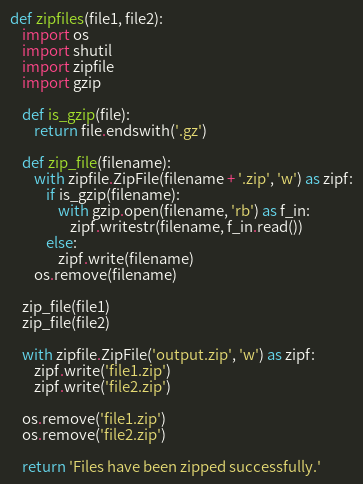 def zipfiles(file1, file2):
    import os
    import shutil
    import zipfile
    import gzip

    def is_gzip(file):
        return file.endswith('.gz')

    def zip_file(filename):
        with zipfile.ZipFile(filename + '.zip', 'w') as zipf:
            if is_gzip(filename):
                with gzip.open(filename, 'rb') as f_in:
                    zipf.writestr(filename, f_in.read())
            else:
                zipf.write(filename)
        os.remove(filename)

    zip_file(file1)
    zip_file(file2)

    with zipfile.ZipFile('output.zip', 'w') as zipf:
        zipf.write('file1.zip')
        zipf.write('file2.zip')

    os.remove('file1.zip')
    os.remove('file2.zip')

    return 'Files have been zipped successfully.'